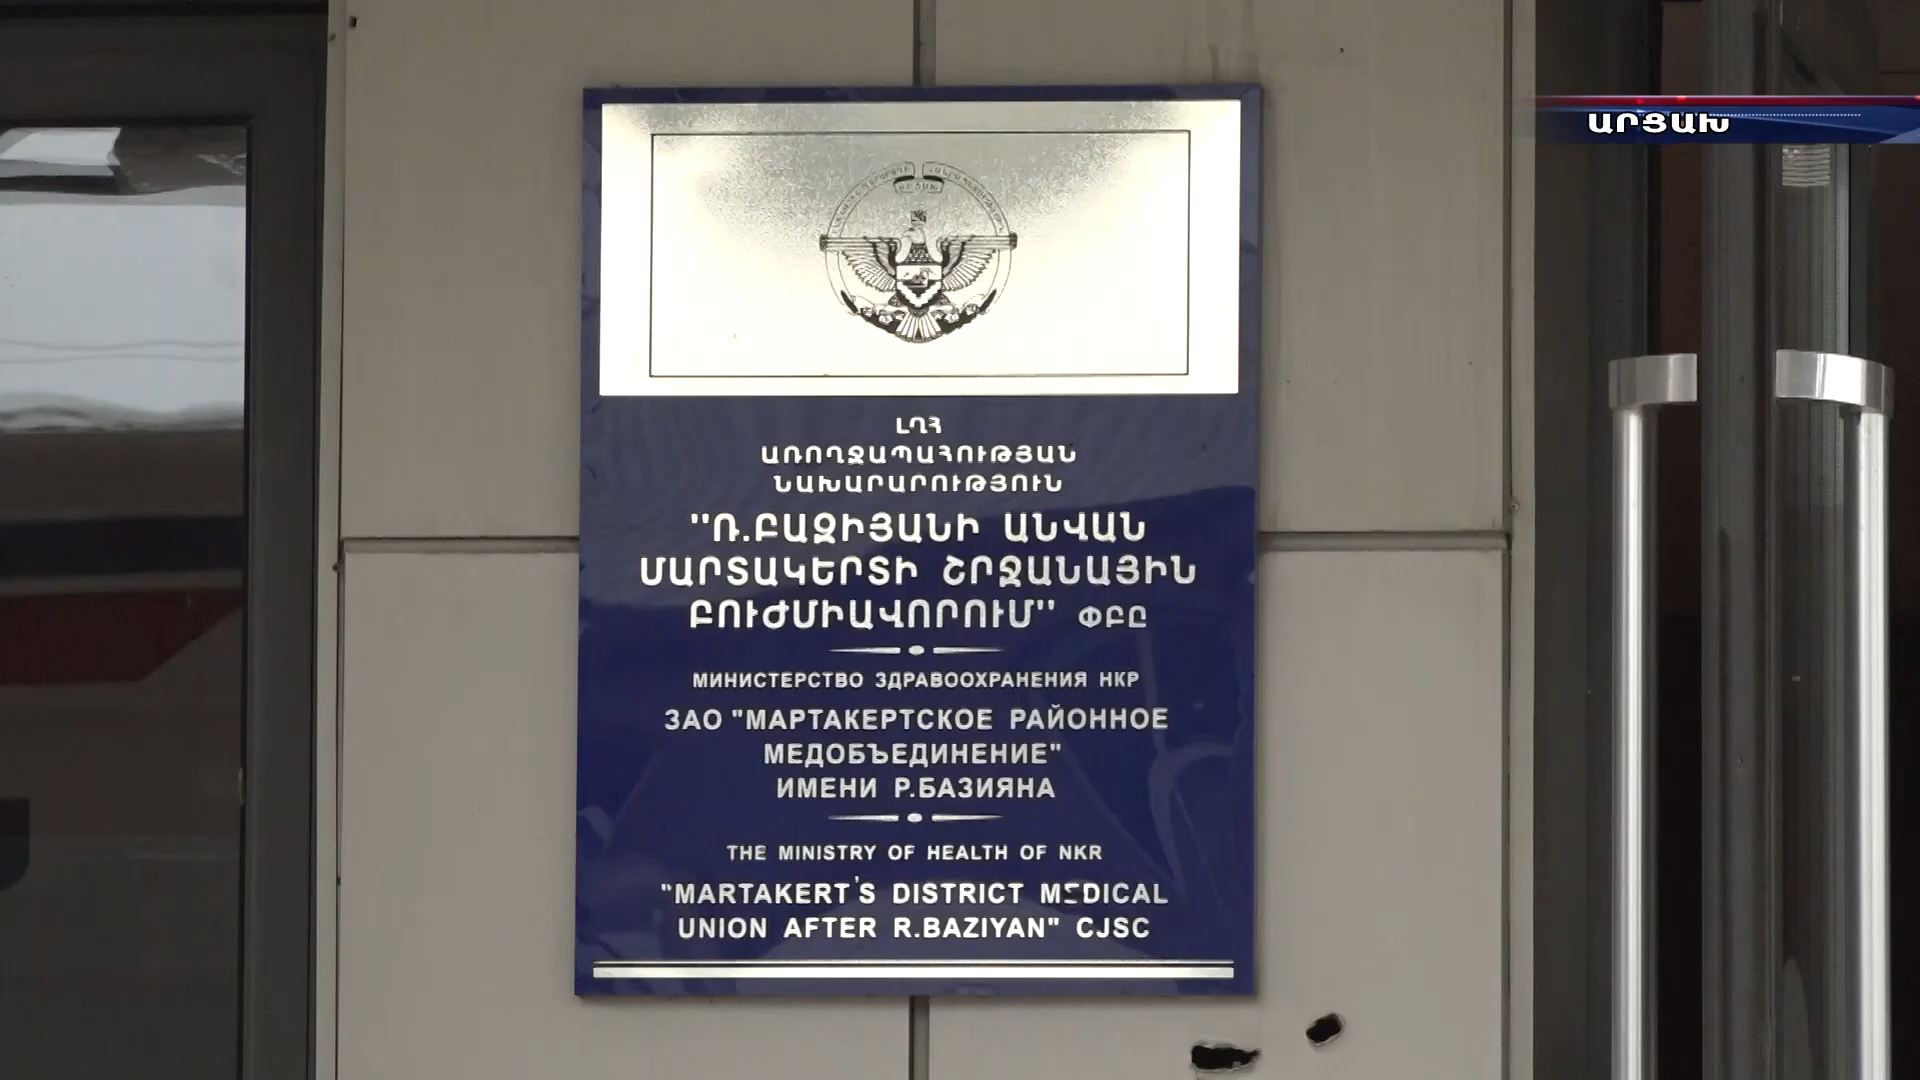 ԱՐՑԱԽ
ԼՂՀ
ԱՌՈՂՋԱՊԱՀՈՒԹՅԱՆ
ՆԱԽԱՐԱՐՈՒԹՅՈՒՆ
"Ռ.ԲԱԶԻՅԱՆԻ ԱՆՎԱՆ
ՄԱՐՏԱԿԵՐՏԻ ՇՐՋԱՆԱՅԻՆ
ԲՈՒԺՄԻԱՎՈՐՈՒՄ" ՓԲԸ
МИНИСТЕРСТВО ЗДРАВООХРАНЕНИЯ НКР
ЗАО "МАРТАКЕРТСКОЕ РАЙОННОЕ
МЕДОБЪЕДИНЕНИЕ"
ИМЕНИ Р.БАЗИЯНА
THE MINISTRY OF HEALTH OF NKR
"MARTAKERT'S DISTRICT MEDICAL
UNION AFTER R.BAZIYAN" CJSC